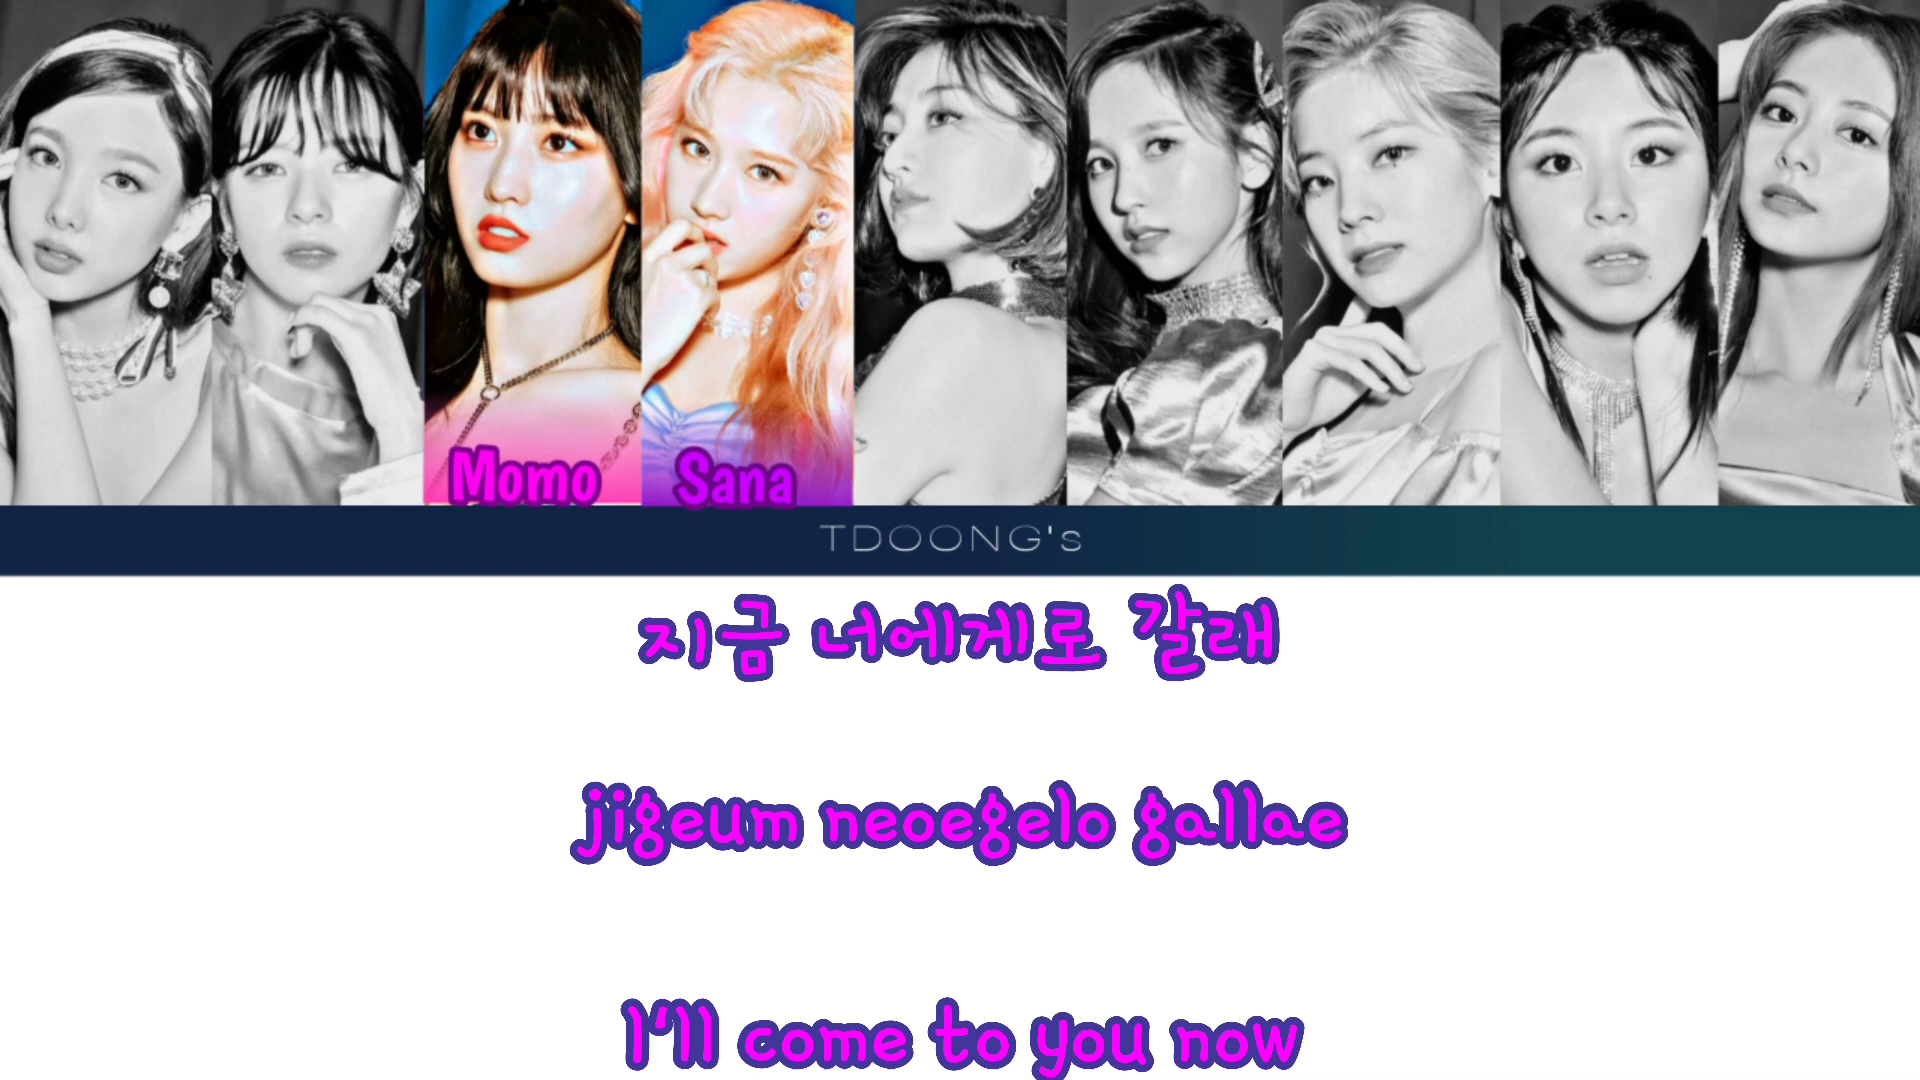 Momo Sana
TDOONG's
지금 너에게로 갈래
jigeum neoegelo gallae
I'll come to you now